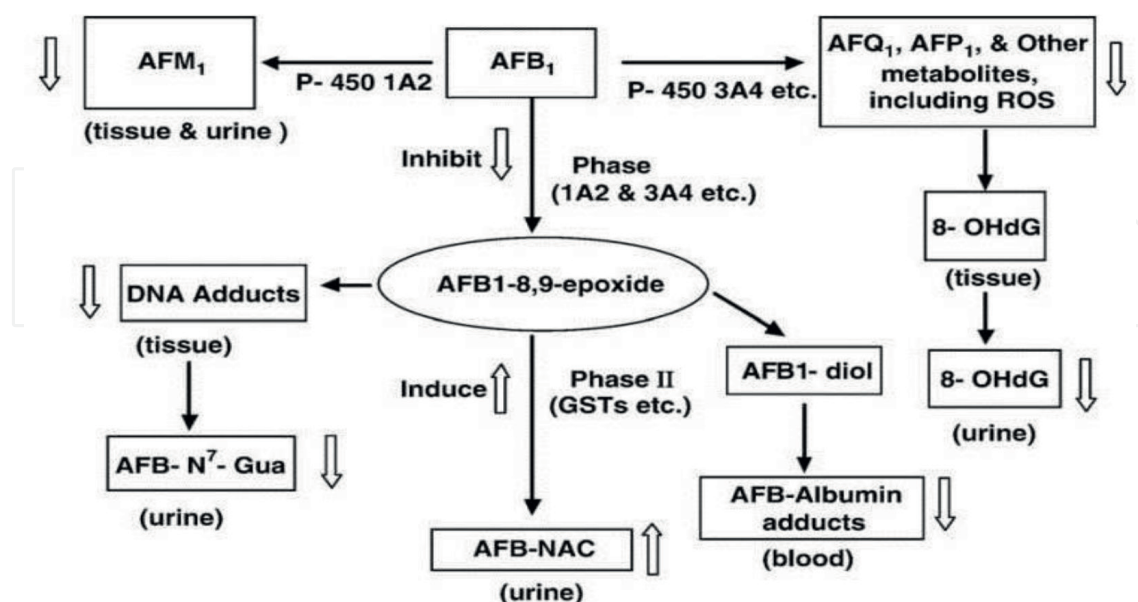 AFM₁
(tissue & urine )
P- 450 1A2
AFB₁
P- 450 3A4 etc.
AFQ₁, AFP₁, & Other
metabolites,
including ROS
Inhibit
Phase
(1A2 & 3A4 etc.)
8- OHdG
(tissue)
AFB1-8,9-epoxide
DNA Adducts
(tissue)
AFB1- diol
8- OHdG
(urine)
Induce
Phase II
(GSTs etc.)
AFB- N⁷- Gua
(urine)
AFB-Albumin
adducts
(blood)
AFB-NAC
(urine)